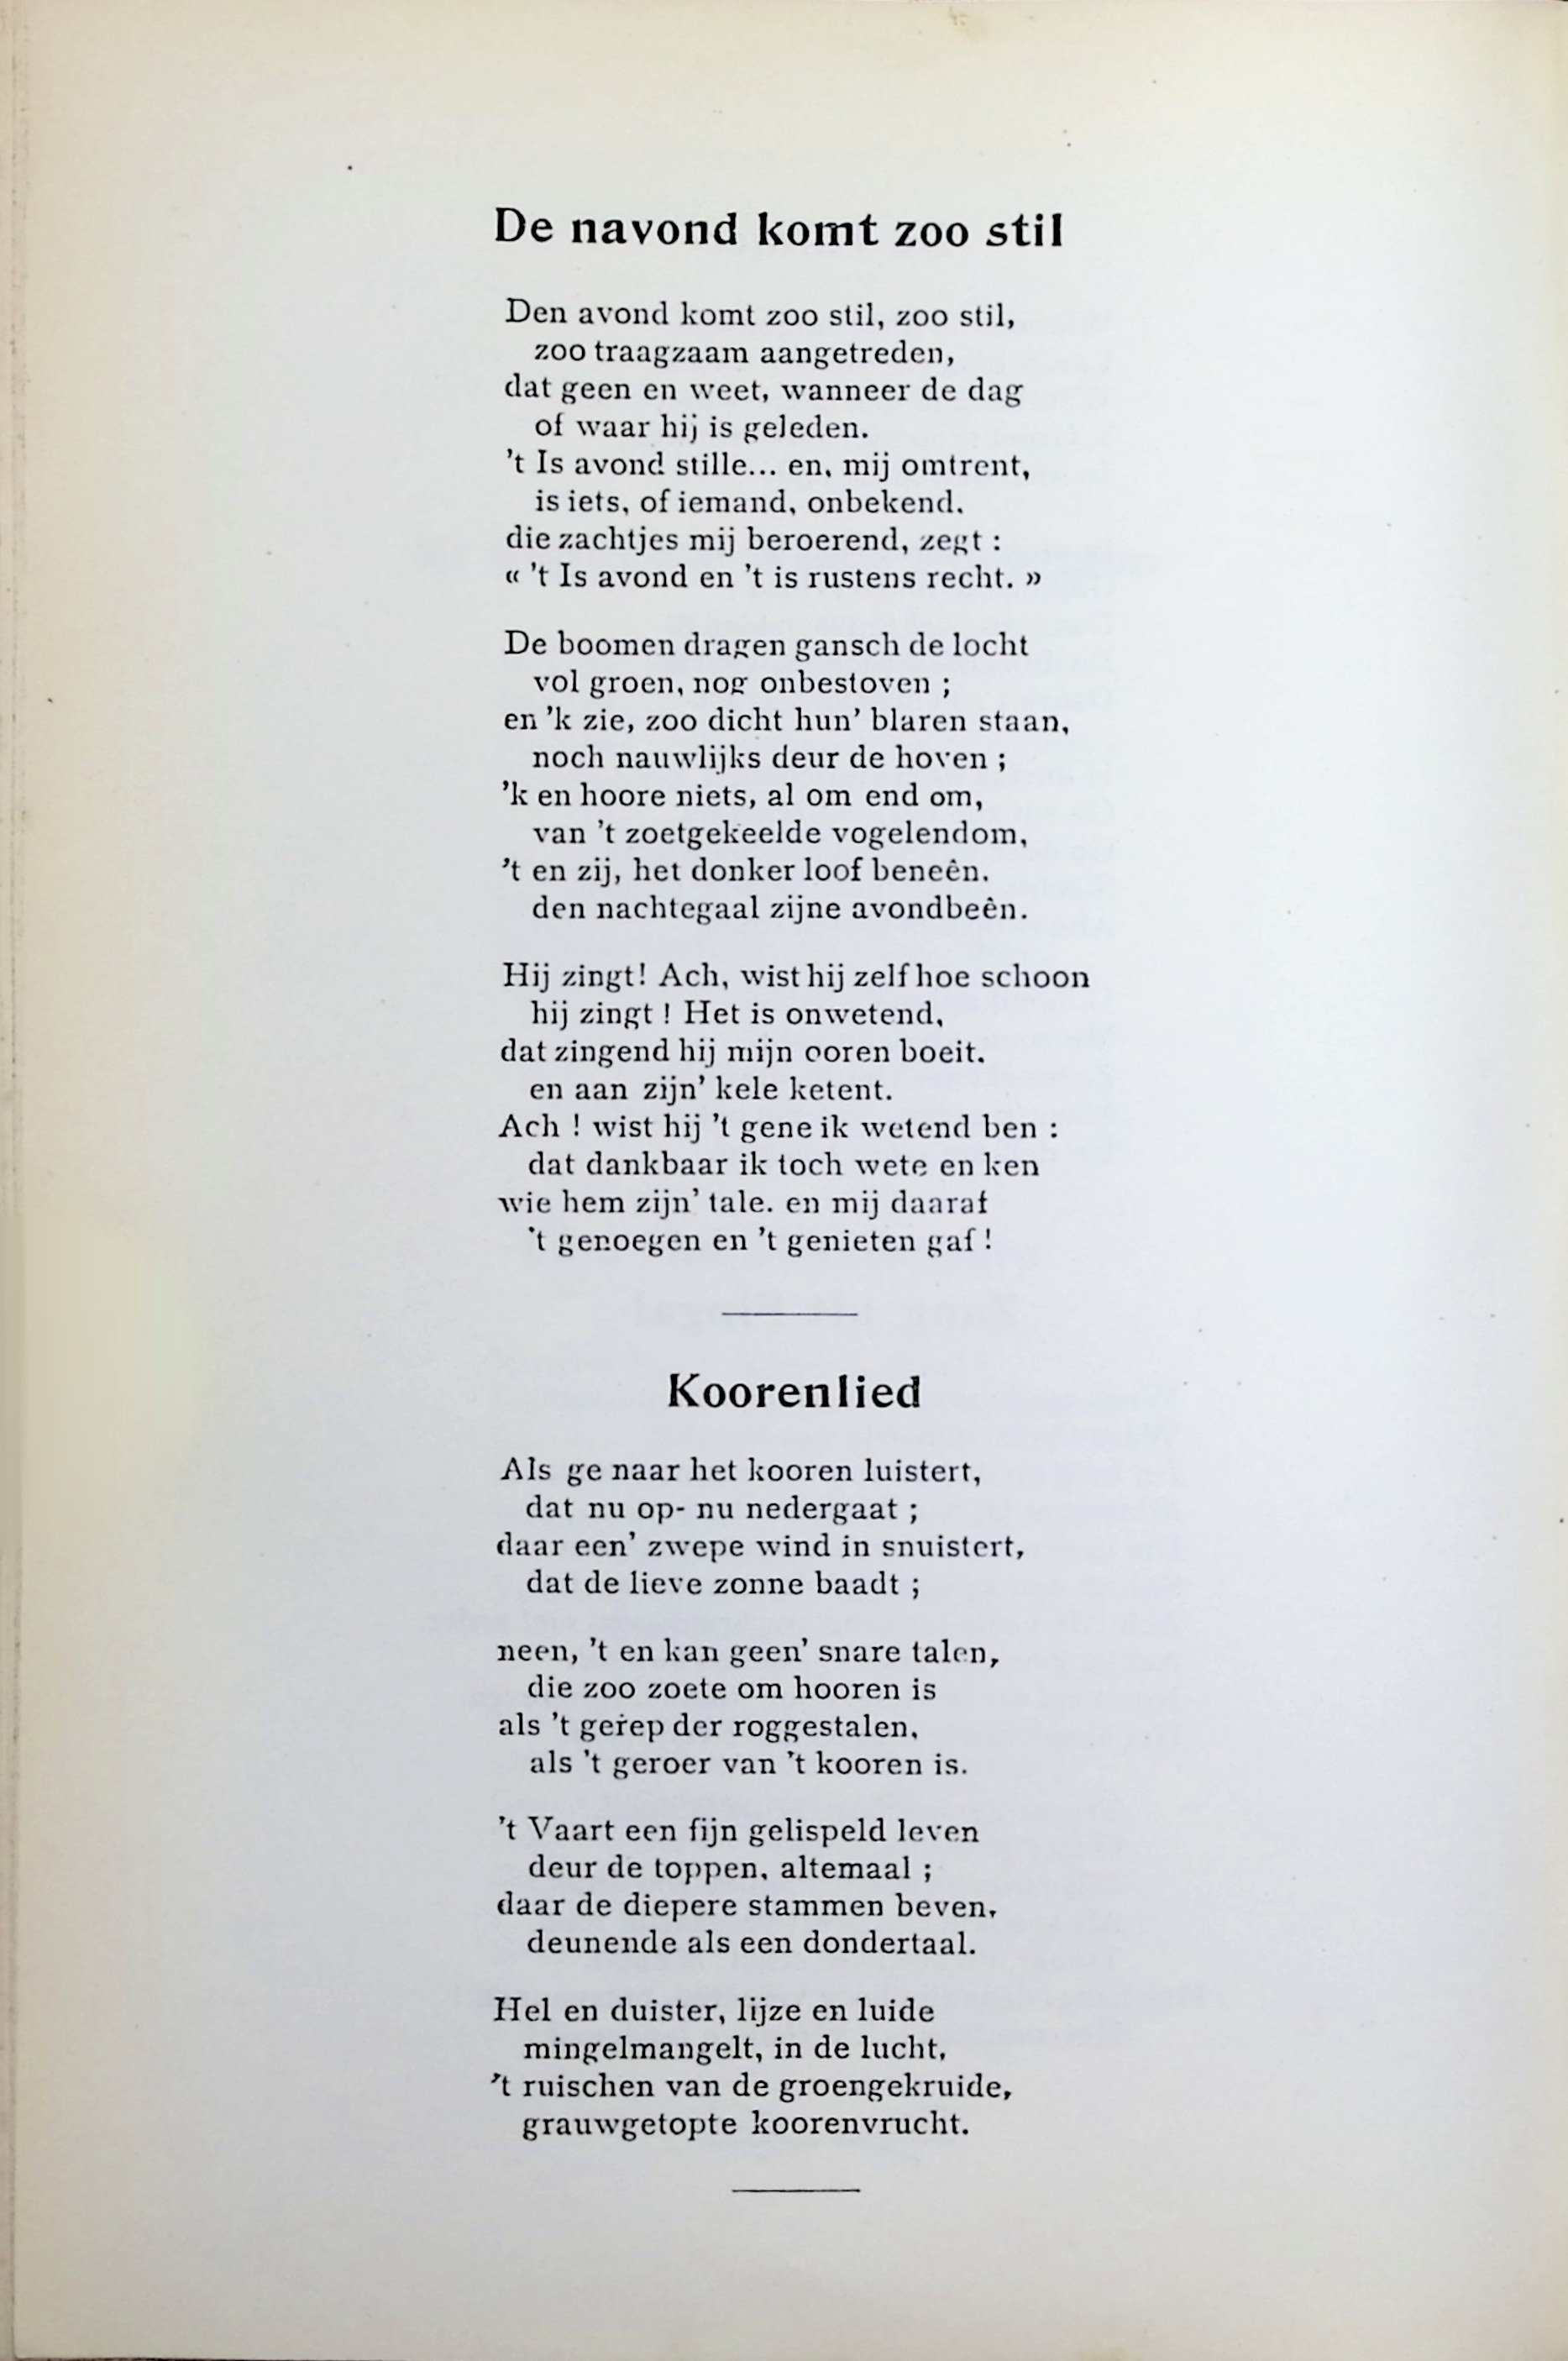 De navond komt zoo stil
Den avond komt zoo stil, zoo stil,
zoo traagzaam aangetreden,
dat geen en weet, wanneer de dag
of waar hij is geleden.
't Is avond stille... en, mij omtrent,
is iets, of iemand, onbekend,
die zachtjes mij beroerend, zegt :
« 't Is avond en 't is rustens recht. »
De boomen dragen gansch de locht
vol groen, nog onbestoven ;
en 'k zie, zoo dicht hun' blaren staan,
noch nauwlijks deur de hoven ;
'k en hoore niets, al om end om,
van 't zoetgekeelde vogelendom,
't en zij, het donker loof beneên,
den nachtegaal zijne avondbeên.
Hij zingt! Ach, wist hij zelf hoe schoon
hij zingt ! Het is onwetend,
dat zingend hij mijn ooren boeit.
en aan zijn' kele ketent.
Ach ! wist hij 't gene ik wetend ben :
dat dankbaar ik toch wete en ken
wie hem zijn' tale. en mij daaraf
't genoegen en 't genieten gaf !
Koorenlied
Als ge naar het kooren luistert,
dat nu op- nu nedergaat ;
daar een' zwepe wind in snuistert,
dat de lieve zonne baadt ;
neen, 't en kan geen' snare talen,
die zoo zoete om hooren is
als 't gerep der roggestalen,
als 't geroer van 't kooren is.
't Vaart een fijn gelispeld leven
deur de toppen, altemaal ;
daar de diepere stammen beven,
deunende als een dondertaal.
Hel en duister, lijze en luide
mingelmangelt, in de lucht,
't ruischen van de groengekruide,
grauwgetopte koorenvrucht.